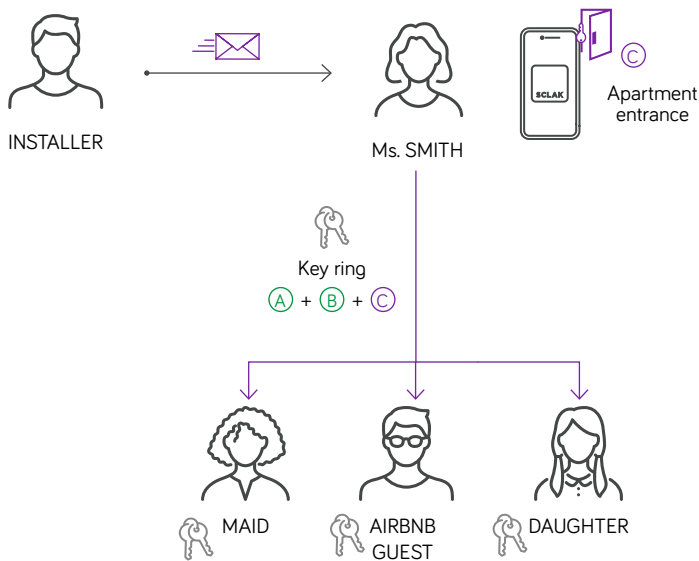 SCLAK
C
Apartment
entrance
INSTALLER
Ms. SMITH
Key ring
A + B + C
MAID
AIRBNB
GUEST
DAUGHTER